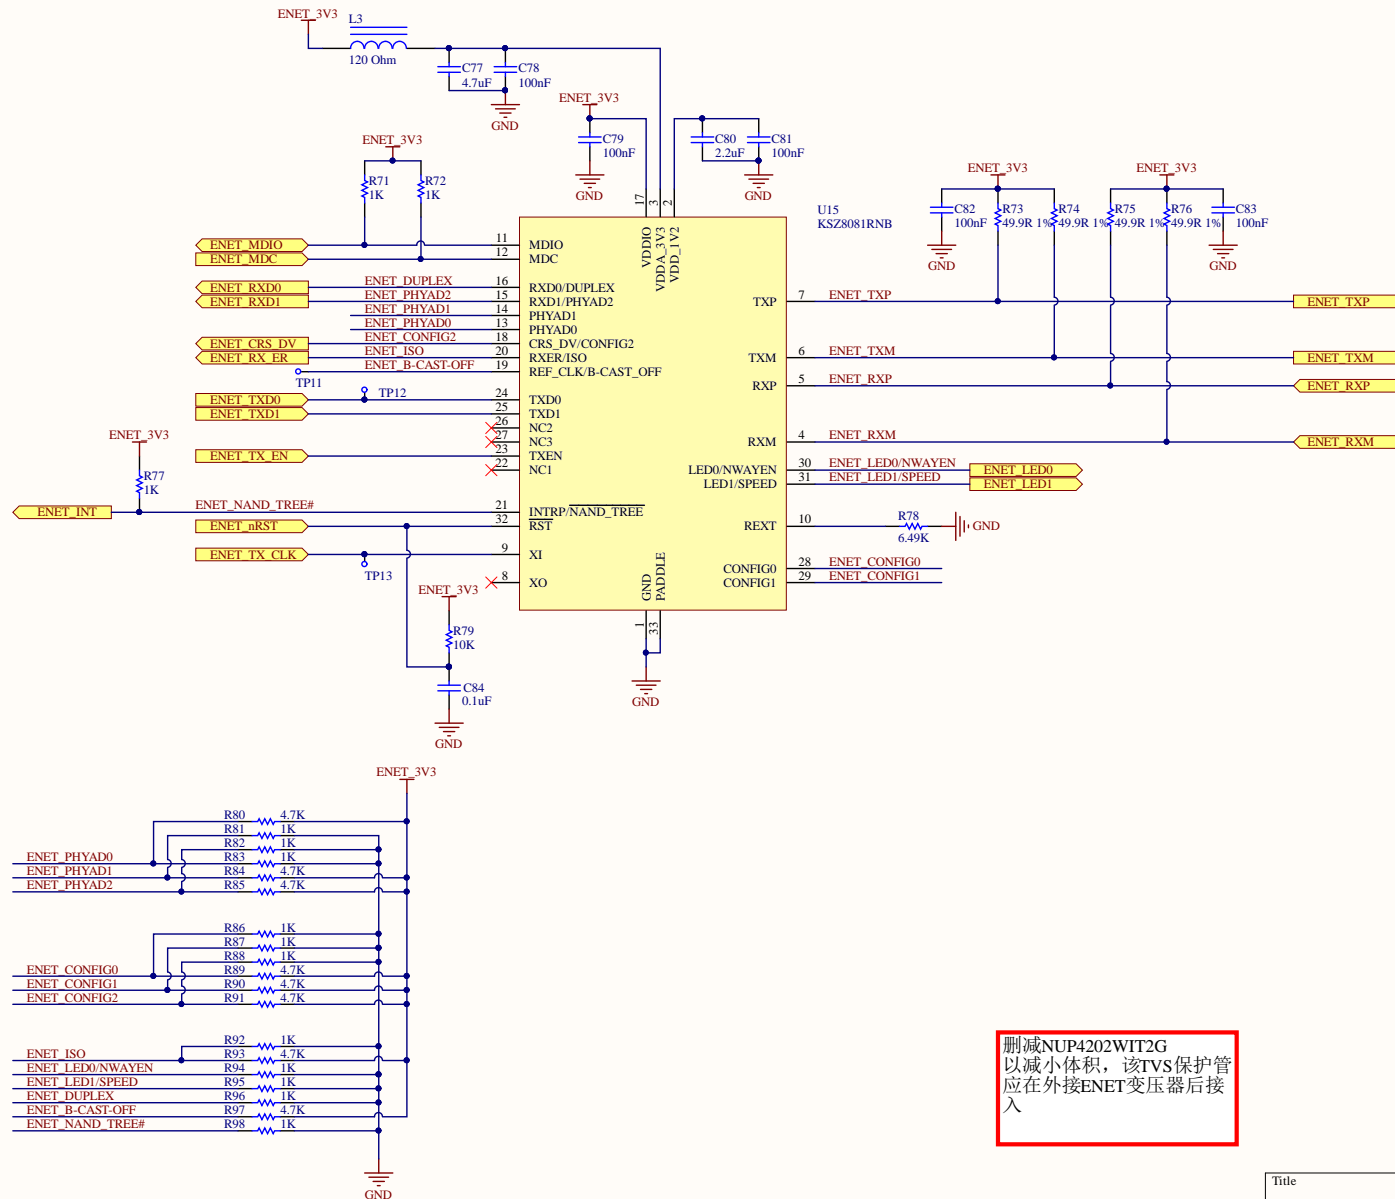 ENET_3V3
L3
120 Ohm
C77
4.7uF
C78
100nF
GND
ENET_3V3
C79
100nF
GND
C80
2.2uF
C81
100nF
GND
ENET_3V3
R71
1K
R72
1K
ENET_3V3
ENET_3V3
C82
100nF
R73
49.9R 1%
R74
49.9R 1%
R75
49.9R 1%
R76
49.9R 1%
C83
100nF
GND
GND
U15
KSZ8081RNB
17
3
2
VDDIO
VDDA_3V3
VDD_1V2
ENET_MDIO
11
MDIO
ENET_MDC
12
MDC
ENET_RXD0
ENET_DUPLEX
16
RXD0/DUPLEX
ENET_RXD1
ENET_PHYAD2
15
RXD1/PHYAD2
ENET_PHYAD1
14
PHYAD1
ENET_PHYAD0
13
PHYAD0
ENET_CRS_DV
ENET_CONFIG2
18
CRS_DV/CONFIG2
ENET_RX_ER
ENET_ISO
20
RXER/ISO
ENET_B-CAST-OFF
19
REF_CLK/B-CAST_OFF
TP11
ENET_TXD0
TP12
24
TXD0
ENET_TXD1
25
TXD1
26
NC2
27
NC3
ENET_TX_EN
23
TXEN
22
NC1
ENET_3V3
R77
1K
ENET_INT
ENET_NAND_TREE#
21
INTRP/NAND_TREE
ENET_nRST
32
RST
ENET_TX_CLK
9
XI
TP13
8
XO
TXP
7
ENET_TXP
ENET_TXP
TXM
6
ENET_TXM
ENET_TXM
RXP
5
ENET_RXP
ENET_RXP
RXM
4
ENET_RXM
ENET_RXM
LED0/NWAYEN
30
ENET_LED0/NWAYEN
ENET_LED0
LED1/SPEED
31
ENET_LED1/SPEED
ENET_LED1
REXT
10
R78
6.49K
GND
CONFIG0
28
ENET_CONFIG0
CONFIG1
29
ENET_CONFIG1
GND
PADDLE
1
33
GND
ENET_3V3
R79
10K
C84
0.1uF
GND
ENET_3V3
R80 4.7K
R81 1K
R82 1K
ENET_PHYAD0 R83 1K
ENET_PHYAD1 R84 4.7K
ENET_PHYAD2 R85 4.7K
R86 1K
R87 1K
R88 1K
ENET_CONFIG0 R89 4.7K
ENET_CONFIG1 R90 4.7K
ENET_CONFIG2 R91 4.7K
R92 1K
ENET_ISO R93 4.7K
ENET_LED0/NWAYEN R94 1K
ENET_LED1/SPEED R95 1K
ENET_DUPLEX R96 1K
ENET_B-CAST-OFF R97 4.7K
ENET_NAND_TREE# R98 1K
GND
删减NUP4202WIT2G
以减小体积，该TVS保护管
应在外接ENET变压器后接
入
Title